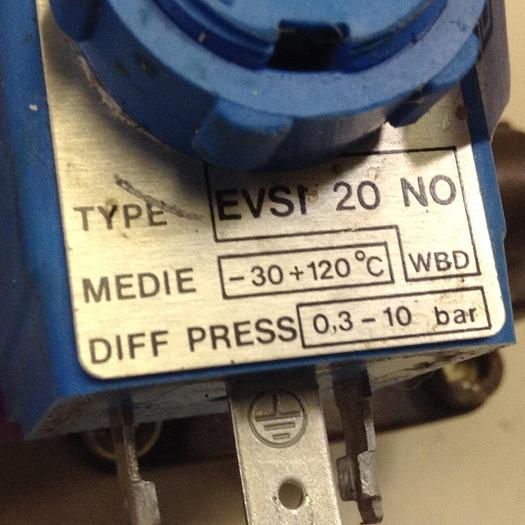 TYPE EVSI 20 NO
MEDIE -30+120°C WBD
DIFF PRESS 0,3-10 bar